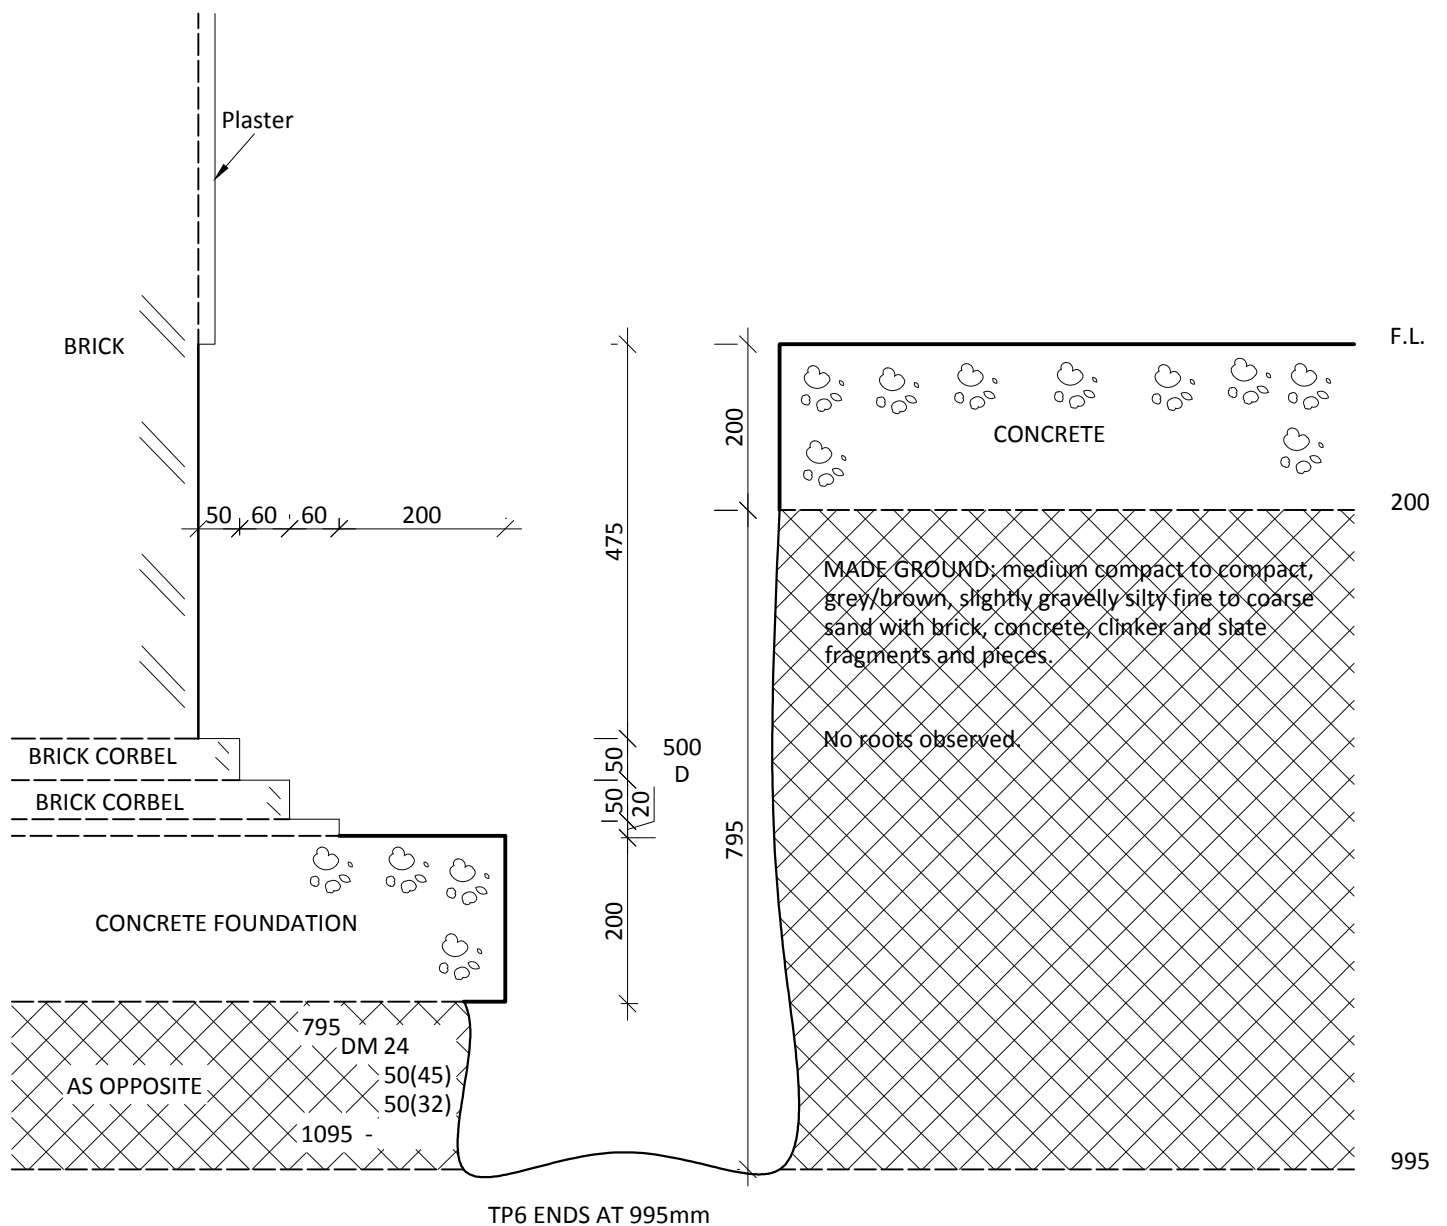 Plaster
BRICK
F.L.
200
CONCRETE
200
50 60 60 200
475
MADE GROUND: medium compact to compact,
grey/brown, slightly gravelly silty fine to coarse
sand with brick, concrete, clinker and slate
fragments and pieces.
No roots observed.
BRICK CORBEL
50
500
D
BRICK CORBEL
50
20
795
CONCRETE FOUNDATION
200
795
DM 24
50(45)
50(32)
1095 -
AS OPPOSITE
995
TP6 ENDS AT 995mm